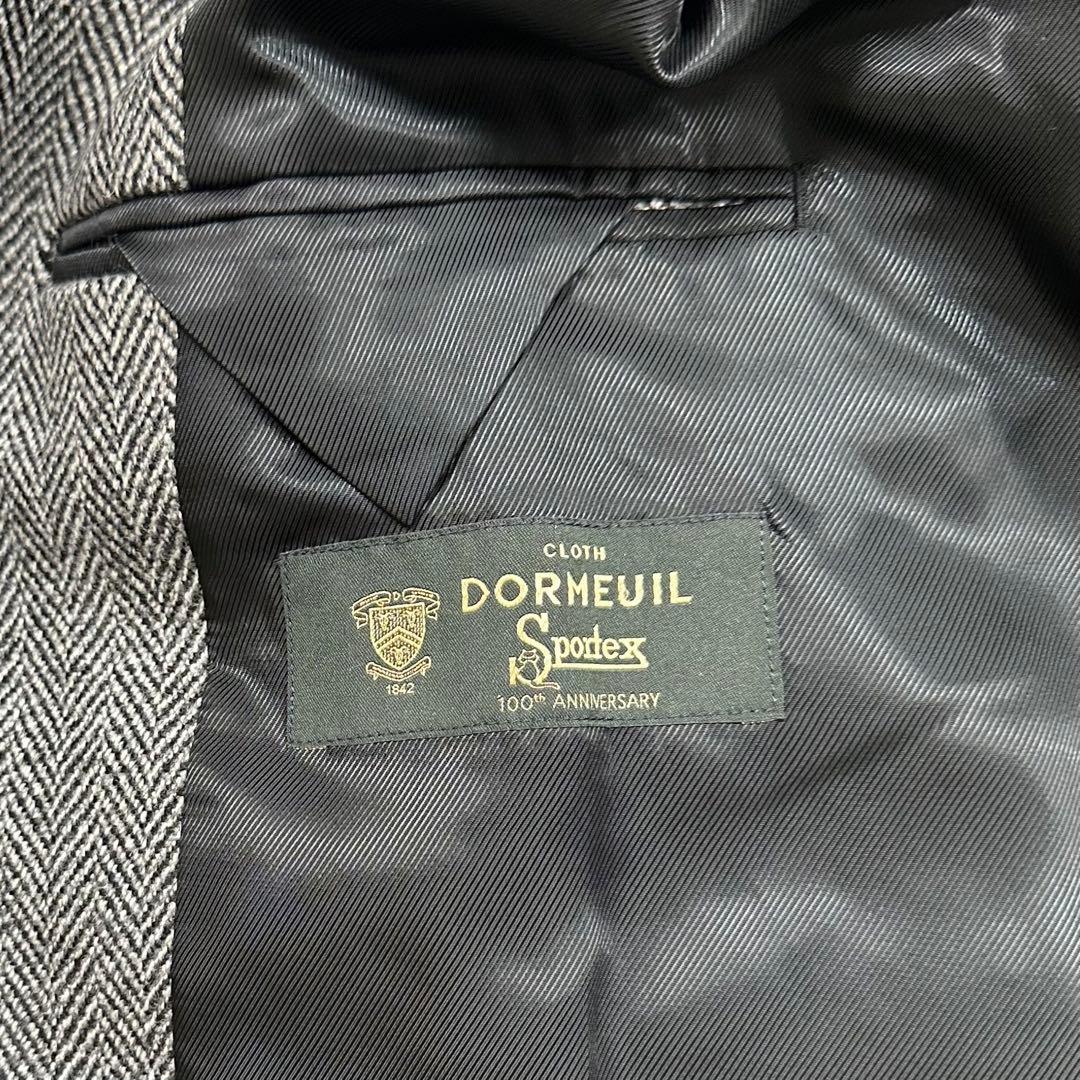 CLOTH
DORMEUIL
Sportex
100th ANNIVERSARY
D
1842